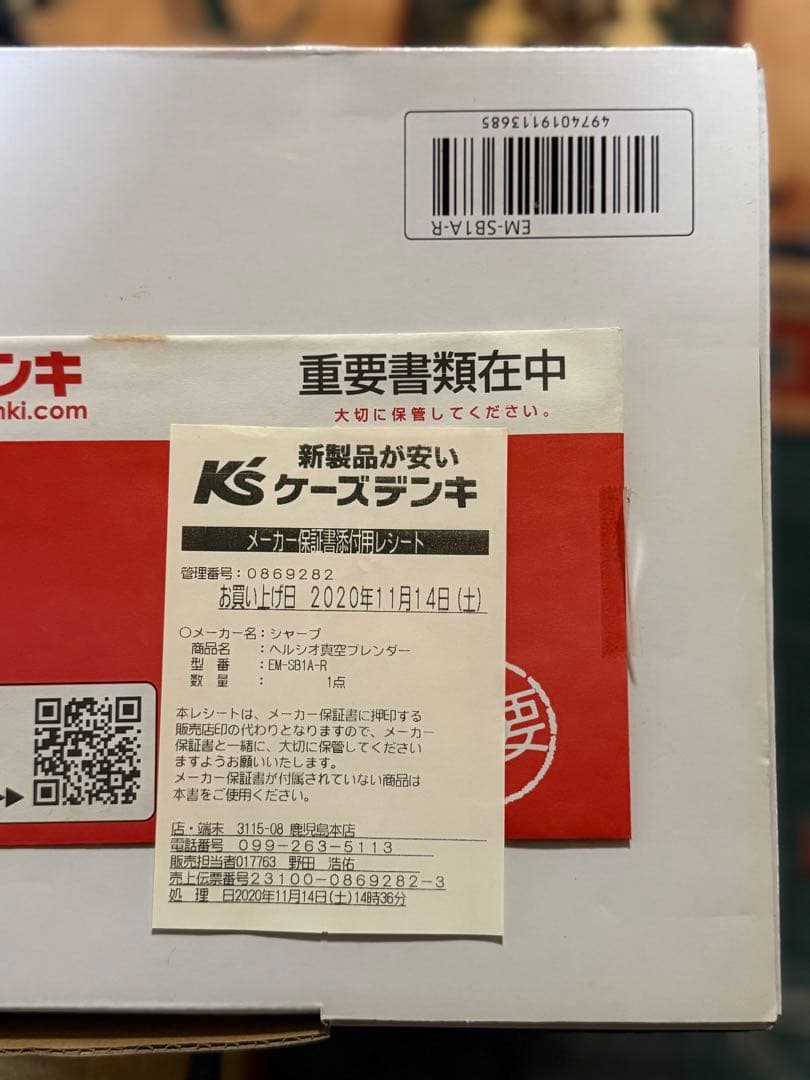 4974019113685
EM-SB1A-R
ンキ
nki.com
重要書類在中
大切に保管してください。
新製品が安い
K's ケーズデンキ
メーカー保証書添付用レシート
管理番号:0869282
お買い上げ日 2020年11月14日(土)
○メーカー名:シャープ
商品名 :ヘルシオ真空ブレンダー
型 番 :EM-SB1A-R
数 量 : 1点
本レシートは、メーカー保証書に押印する
販売店印の代わりとなりますので、メーカー
保証書と一緒に、大切に保管してください
ますようお願いいたします。
メーカー保証書が付属されていない商品は
本書をご使用ください。
要
店・端末 3115-08 鹿児島本店
電話番号 099-263-5113
販売担当者017763 野田 浩佑
売上伝票番号23100-0869282-3
処 理 日2020年11月14日(土)14時36分